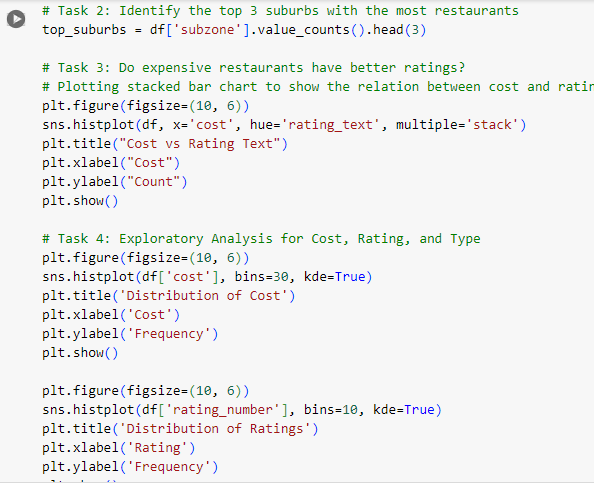 # Task 2: Identify the top 3 suburbs with the most restaurants
top_suburbs = df['subzone'].value_counts().head(3)
# Task 3: Do expensive restaurants have better ratings?
# Plotting stacked bar chart to show the relation between cost and ratin
plt.figure(figsize=(10, 6))
sns.histplot(df, x='cost', hue='rating_text', multiple='stack')
plt.title("Cost vs Rating Text")
plt.xlabel("Cost")
plt.ylabel("Count")
plt.show()
# Task 4: Exploratory Analysis for Cost, Rating, and Type
plt.figure(figsize=(10, 6))
sns.histplot(df['cost'], bins=30, kde=True)
plt.title('Distribution of Cost')
plt.xlabel('Cost')
plt.ylabel('Frequency')
plt.show()
plt.figure(figsize=(10, 6))
sns.histplot(df['rating_number'], bins=10, kde=True)
plt.title('Distribution of Ratings')
plt.xlabel('Rating')
plt.ylabel('Frequency')